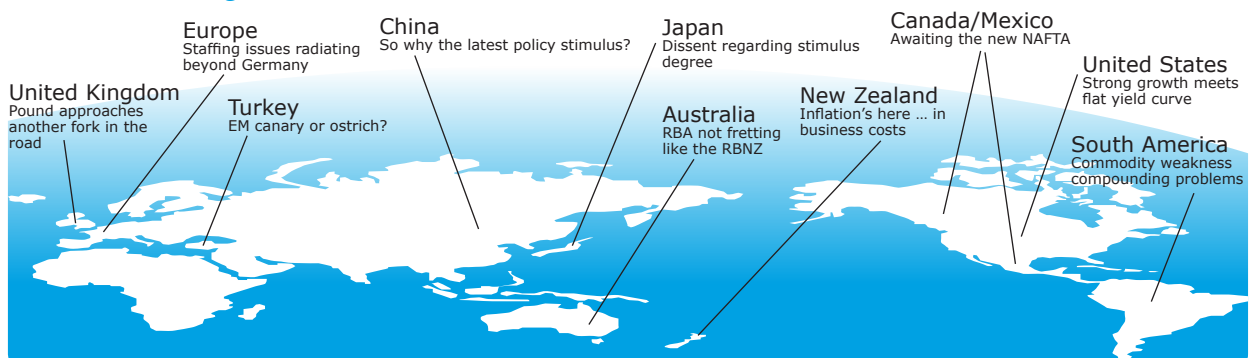 Europe
Staffing issues radiating
beyond Germany
China
So why the latest policy stimulus?
Japan
Dissent regarding stimulus
degree
Canada/Mexico
Awaiting the new NAFTA
United States
Strong growth meets
flat yield curve
United Kingdom
Pound approaches
another fork in the
road
Turkey
EM canary or ostrich?
Australia
RBA not fretting
like the RBNZ
New Zealand
Inflation's here ... in
business costs
South America
Commodity weakness
compounding problems